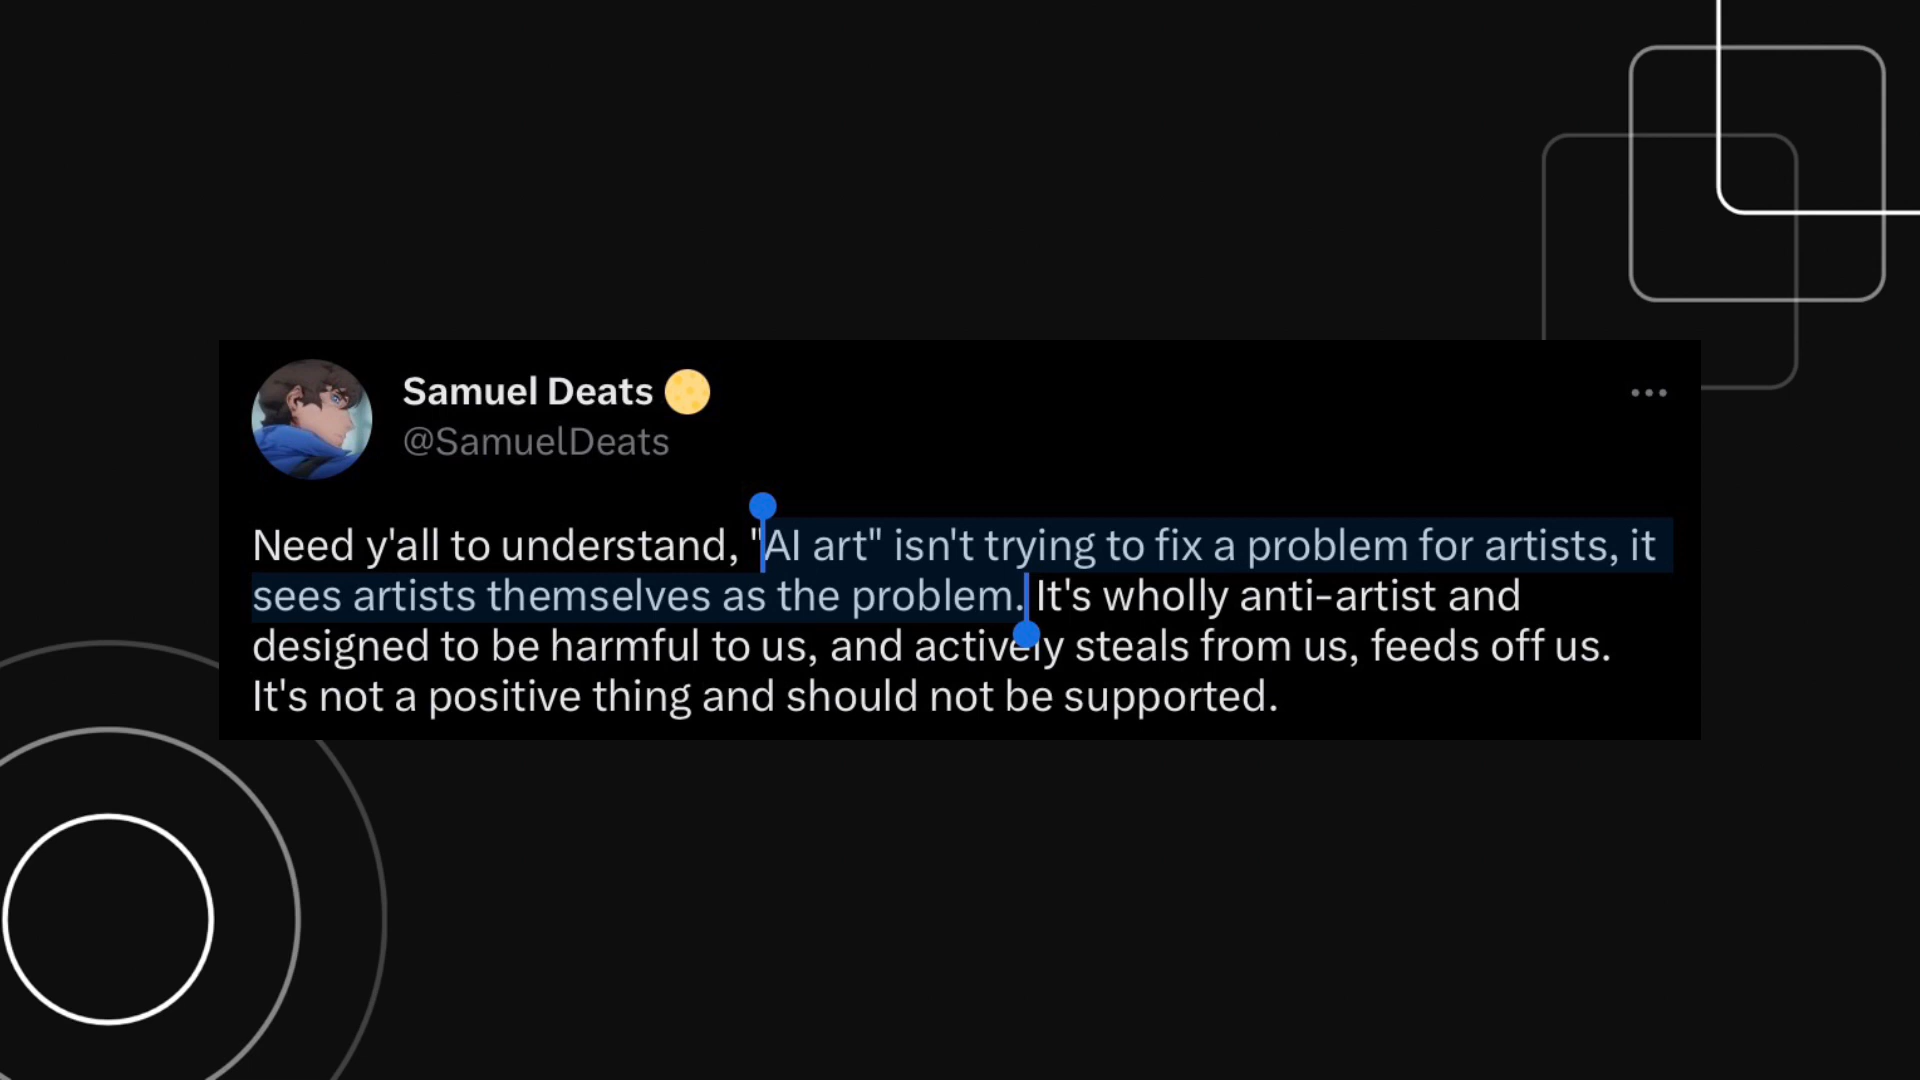 Samuel Deats
@SamuelDeats
Need y'all to understand, "AI art" isn't trying to fix a problem for artists, it
sees artists themselves as the problem. It's wholly anti-artist and
designed to be harmful to us, and actively steals from us, feeds off us.
It's not a positive thing and should not be supported.